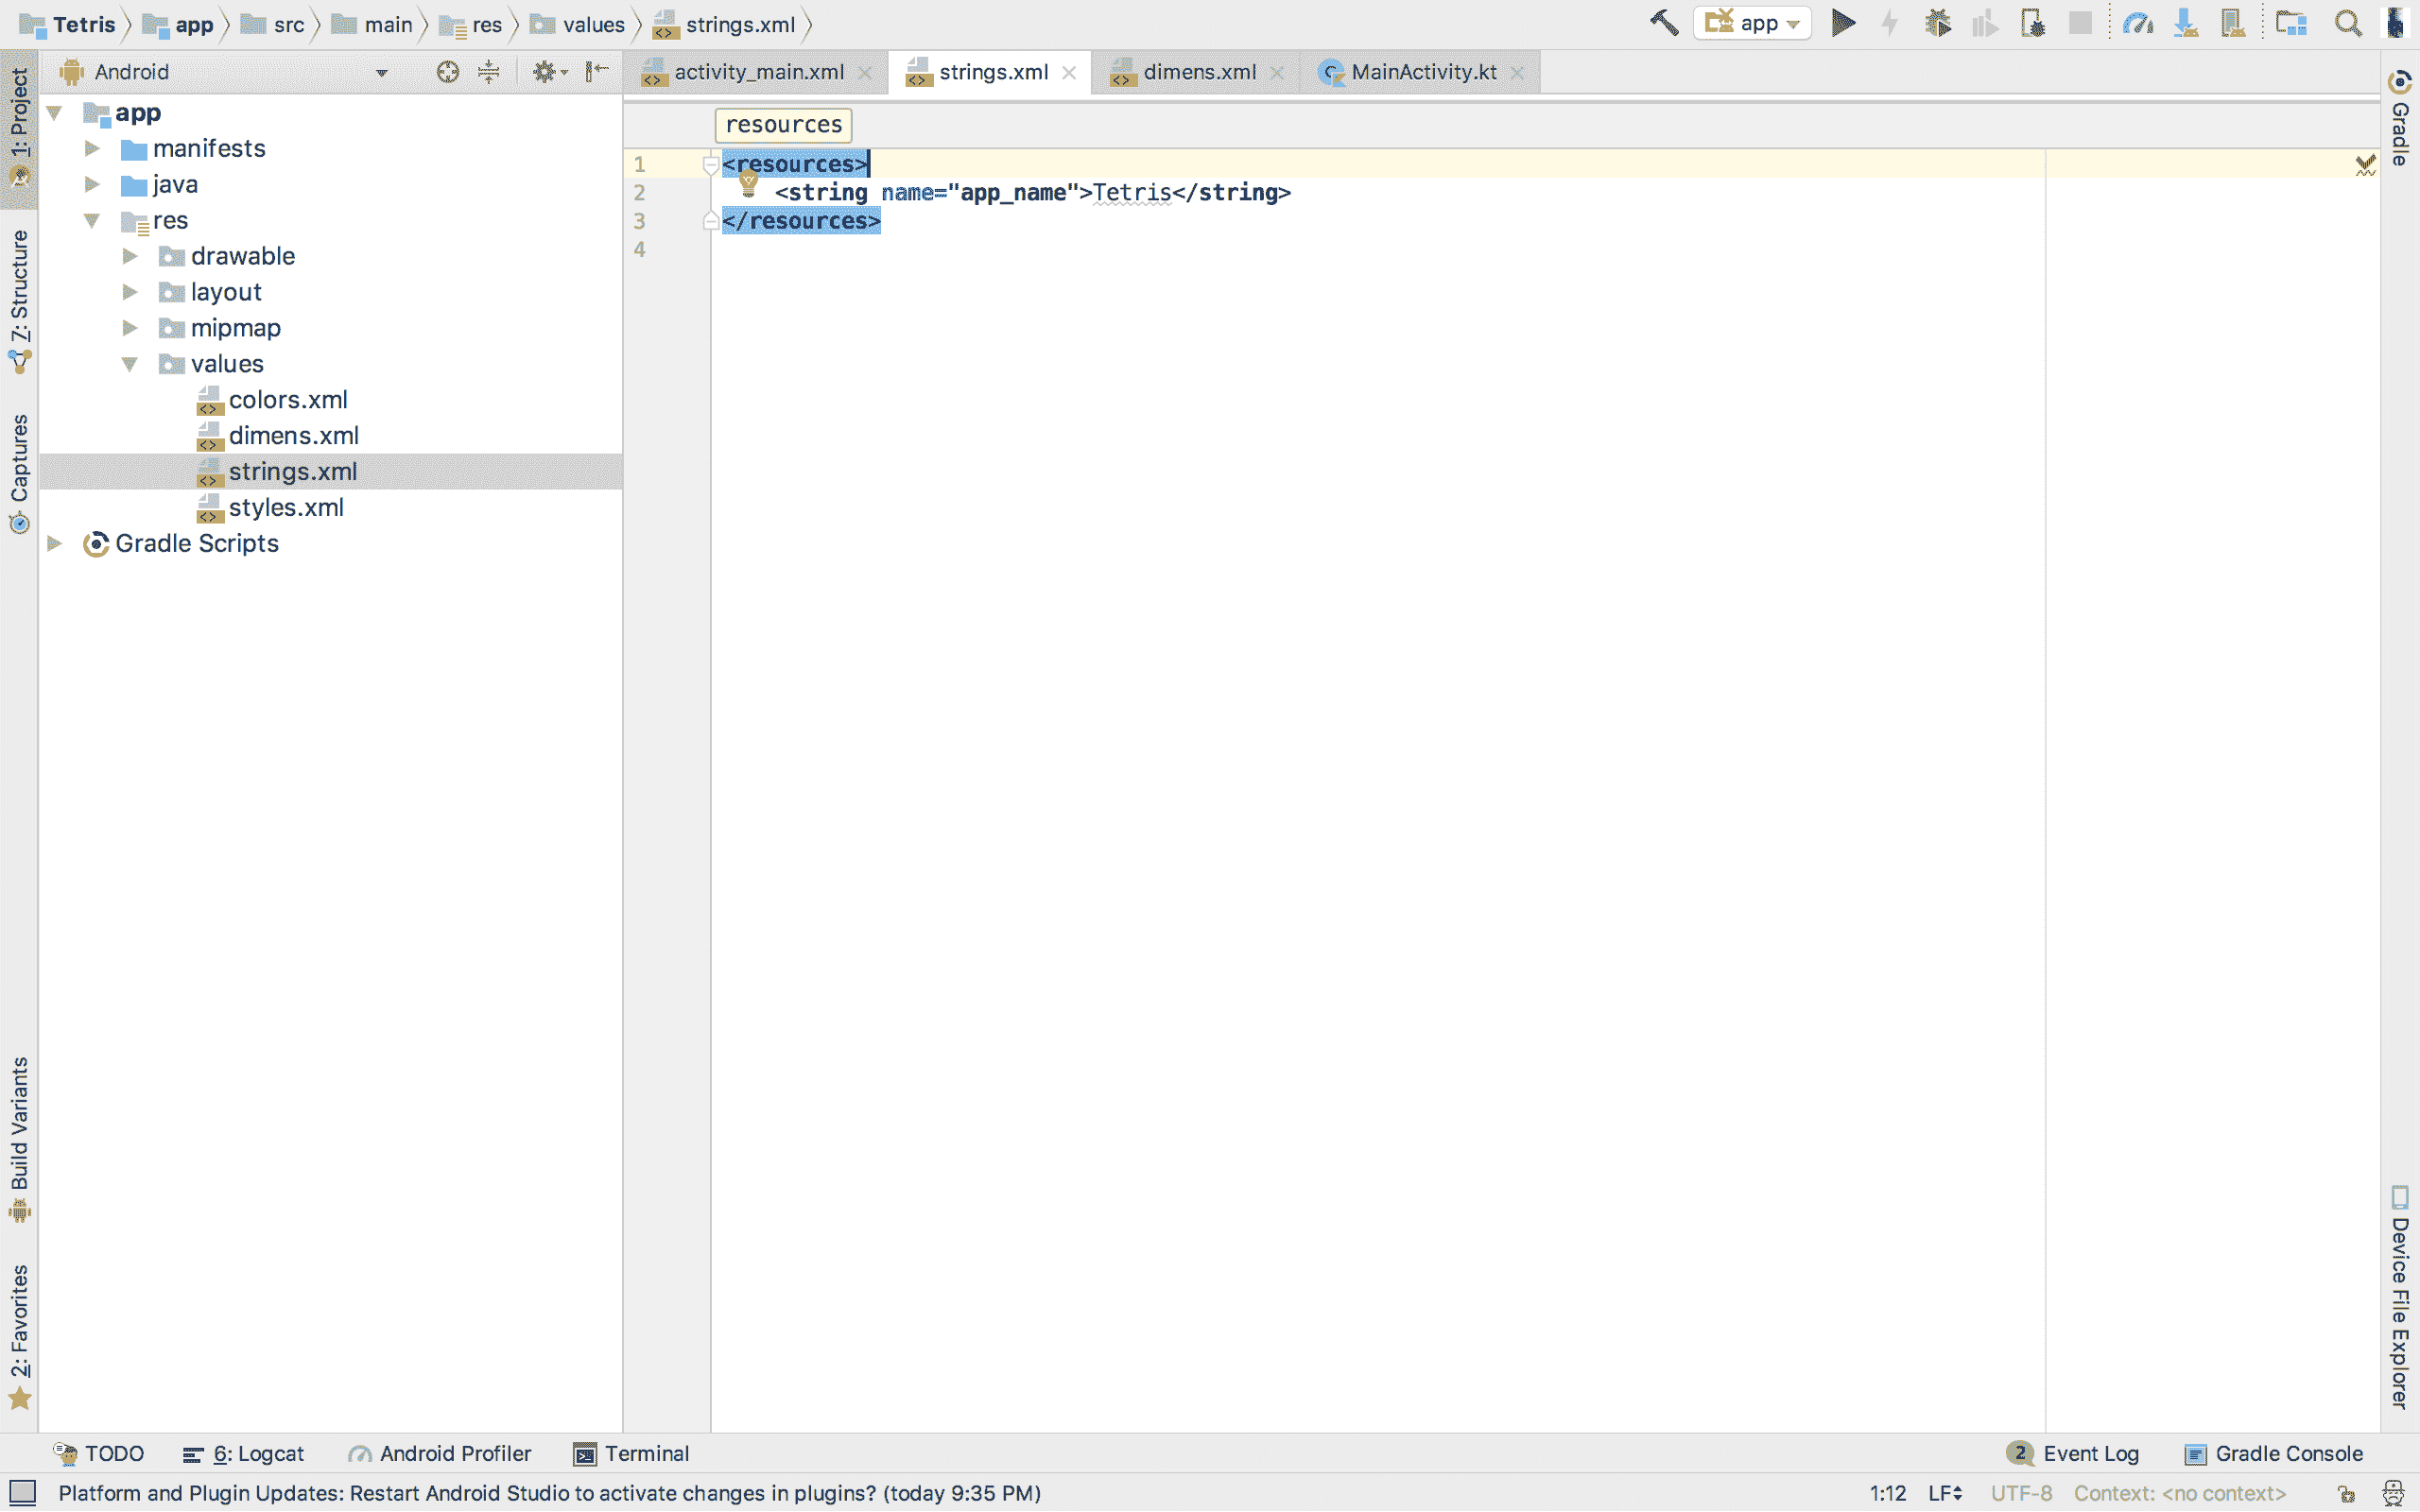 Tetris app src main res values strings.xml
app
Android
activity_main.xml strings.xml dimens.xml MainActivity.kt
app
manifests
java
res
drawable
layout
mipmap
values
colors.xml
dimens.xml
strings.xml
styles.xml
Gradle Scripts
resources
1 <resources>
2 <string name="app_name">Tetris</string>
3 </resources>
4
1: Project
7: Structure
Captures
Build Variants
2: Favorites
Gradle
Device File Explorer
TODO 6: Logcat Android Profiler Terminal
2 Event Log Gradle Console
Platform and Plugin Updates: Restart Android Studio to activate changes in plugins? (today 9:35 PM)
1:12 LF UTF-8 Context: <no context>